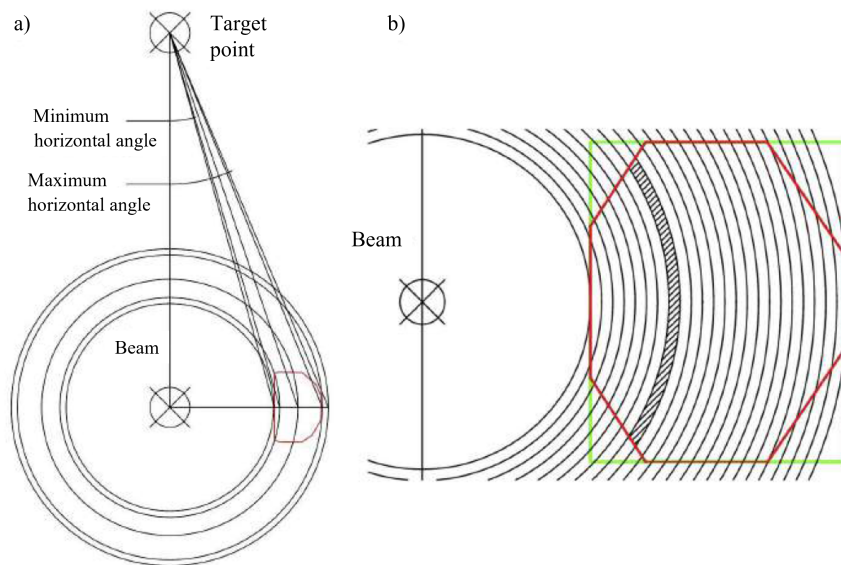 a)
Target
point
Minimum
horizontal angle
Maximum
horizontal angle
Beam
b)
Beam